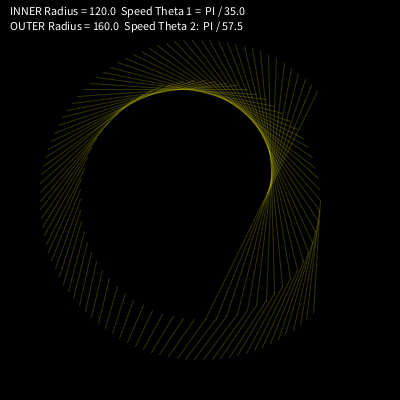 INNER Radius = 120.0  Speed Theta 1 =  PI / 35.0
OUTER Radius = 160.0  Speed Theta 2:  PI / 57.5